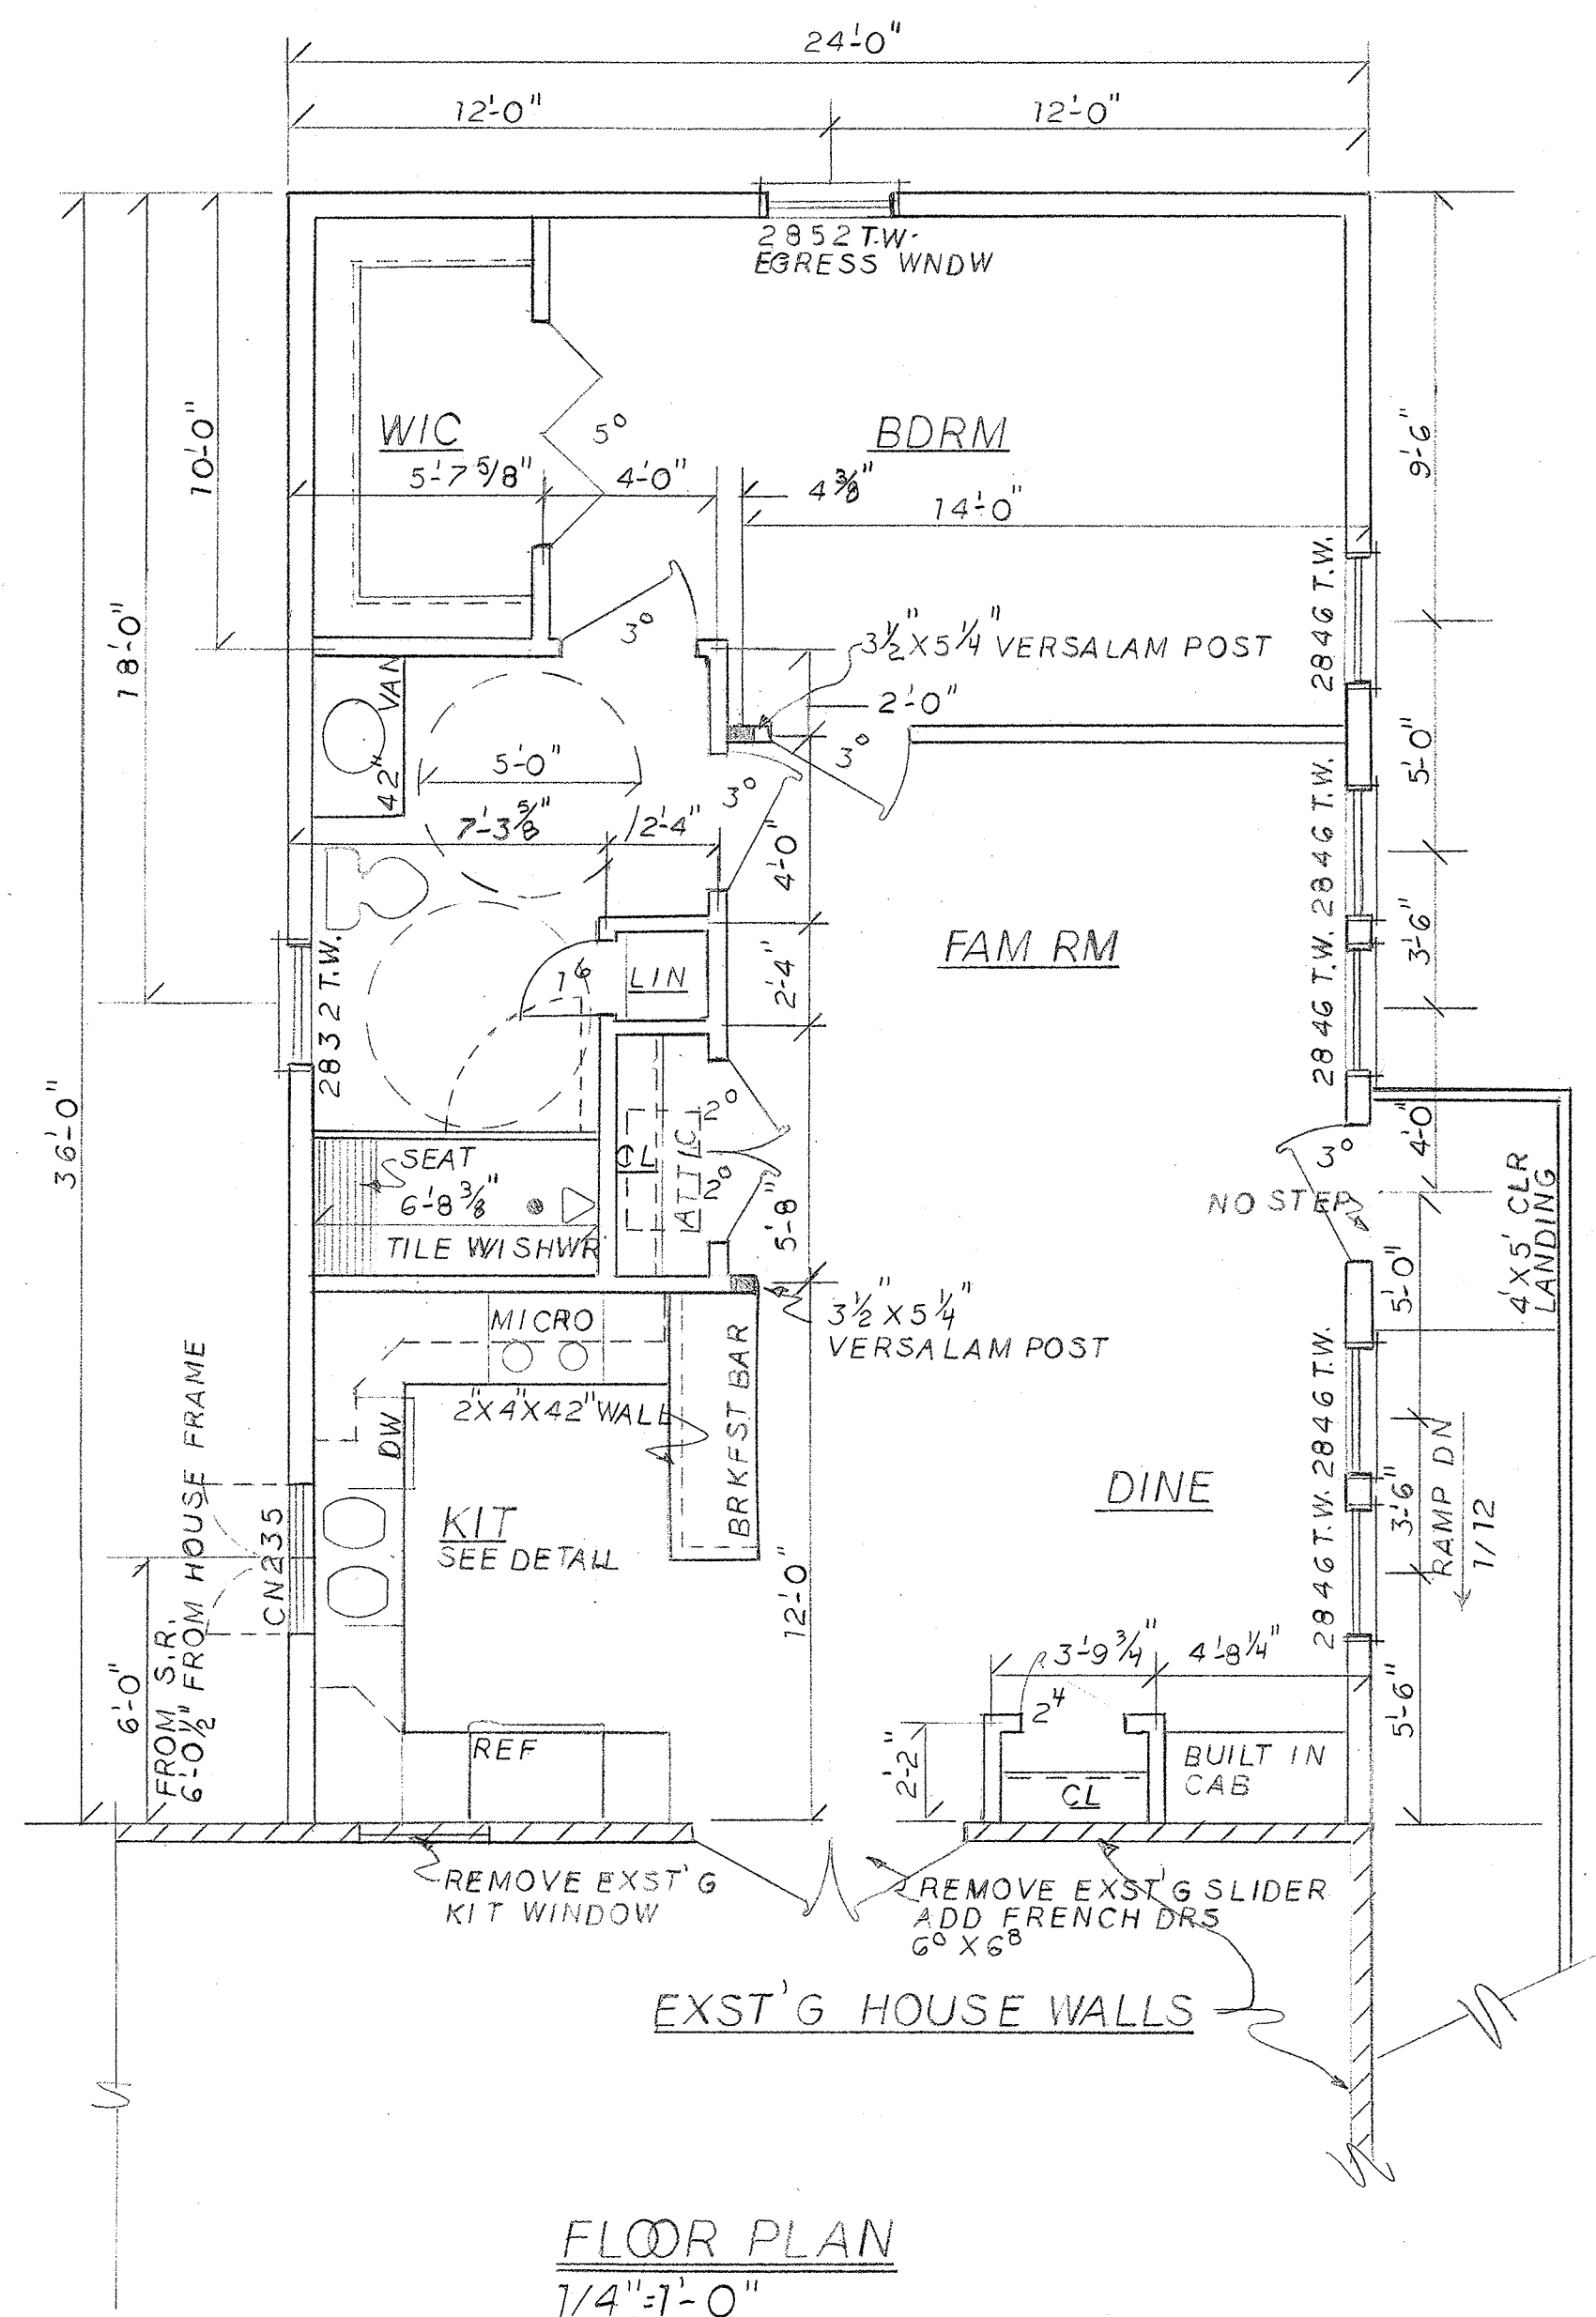 24'-0"
12'-0"
12'-0"
2852 T.W.
EGRESS WNDW
WIC
5⁰
BDRM
10'-0"
9'-6"
5'-7 5/8"
4'-0"
4 3/8"
14'-0"
18'-0"
3⁰
3 1/2" X 5 1/4" VERSALAM POST
2846 T.W.
2'-0"
42" VAN
5'-0"
3⁰
3⁰
5'-0"
7'-3 5/8"
2'-4"
4'-0"
2846 T.W.
FAM RM
3'-6"
2832 T.W.
1⁶
LIN
2'-4"
2846 T.W.
36'-0"
2⁰
CL
ATTIC
2⁰
3⁰
4'-0"
SEAT
6'-8 3/8"
TILE W/SHWR
5'-8"
NO STEP
4'X5' CLR
LANDING
5'-0"
3 1/2" X 5 1/4"
VERSALAM POST
MICRO
2"X4"X42" WALL
DW
BRKFST BAR
2846 T.W.
DINE
KIT
SEE DETAIL
CN235
3'-6"
RAMP DN
1/12
2846 T.W.
6'-0"
FROM S.R.
6'-0 1/2" FROM HOUSE FRAME
12'-0"
3'-9 3/4"
4'-8 1/4"
2⁴
5'-6"
REF
2'-2"
CL
BUILT IN
CAB
REMOVE EXST'G
KIT WINDOW
REMOVE EXST'G SLIDER
ADD FRENCH DRS
6⁰ X 6⁸
EXST'G HOUSE WALLS
FLOOR PLAN
1/4"=1'-0"